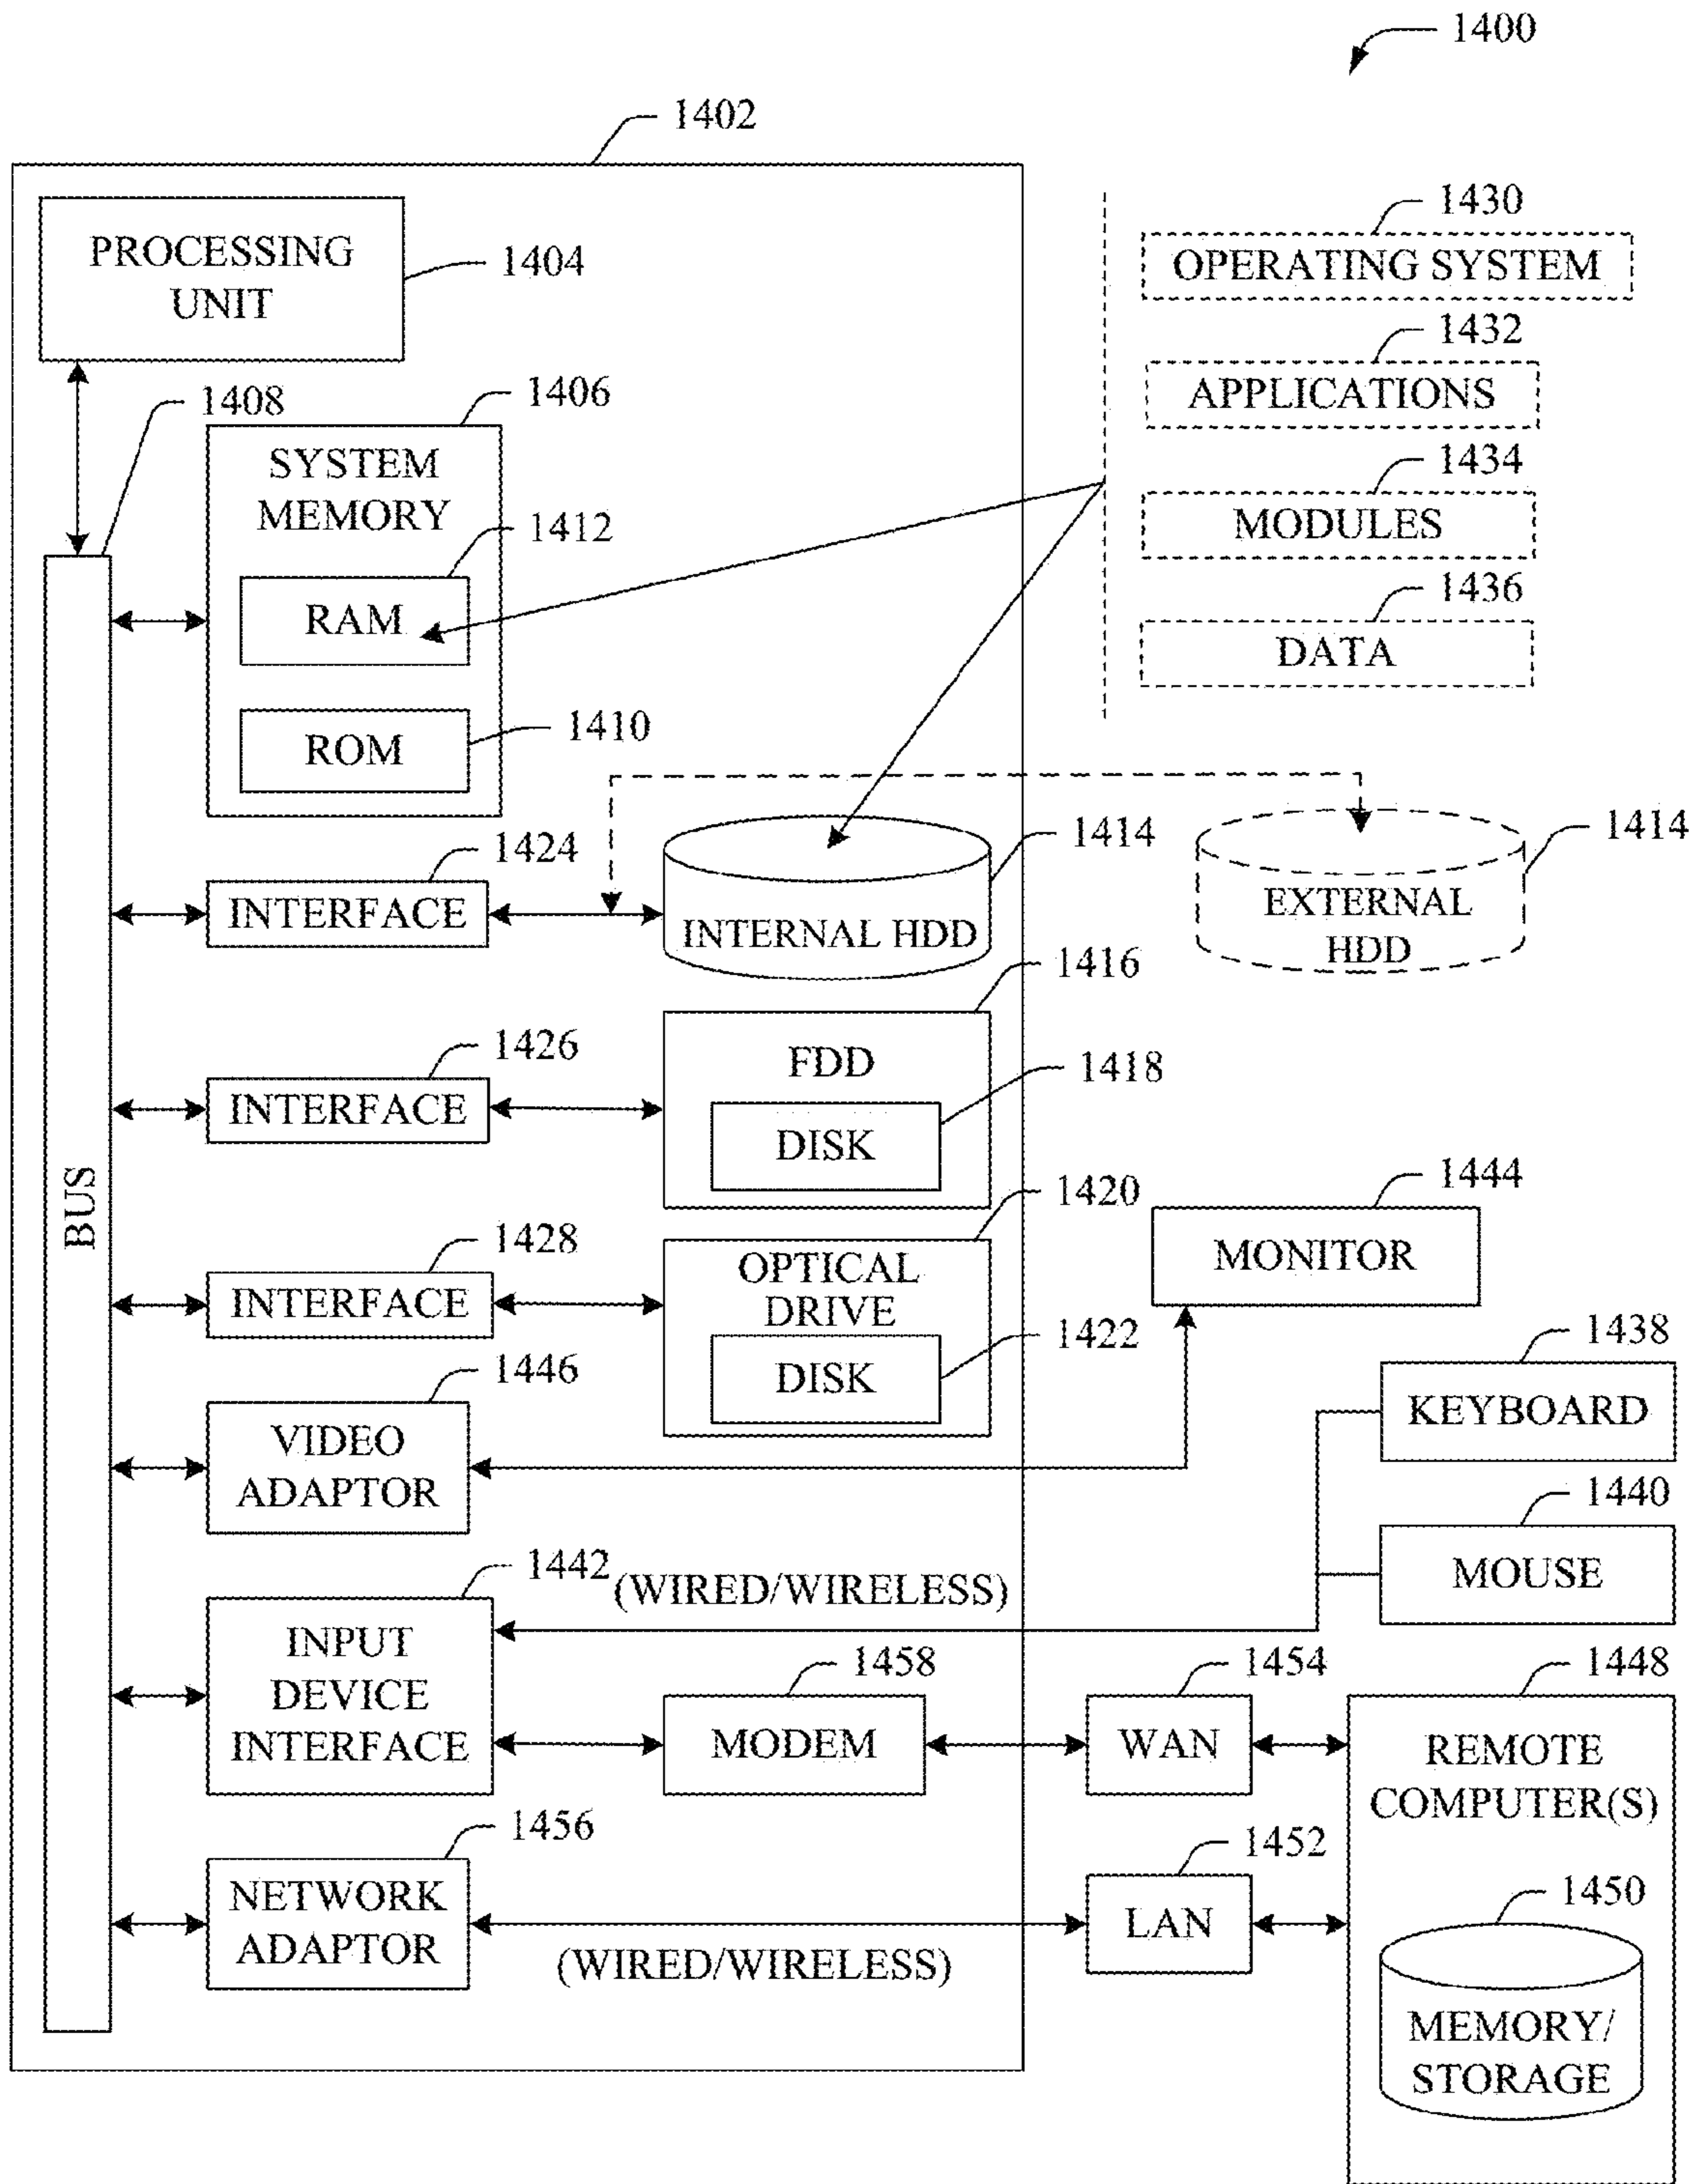 1400
1402
PROCESSING
UNIT
1404
1430
OPERATING SYSTEM
1432
APPLICATIONS
1434
MODULES
1436
DATA
1408
1406
SYSTEM
MEMORY
1412
RAM
1410
ROM
1424
INTERFACE
1414
INTERNAL HDD
1414
EXTERNAL
HDD
1416
FDD
1418
DISK
1426
INTERFACE
BUS
1428
INTERFACE
1420
OPTICAL
DRIVE
1422
DISK
1444
MONITOR
1446
VIDEO
ADAPTOR
1438
KEYBOARD
1440
MOUSE
1442
(WIRED/WIRELESS)
INPUT
DEVICE
INTERFACE
1458
MODEM
1454
WAN
1448
REMOTE
COMPUTER(S)
1456
NETWORK
ADAPTOR
(WIRED/WIRELESS)
1452
LAN
1450
MEMORY/
STORAGE